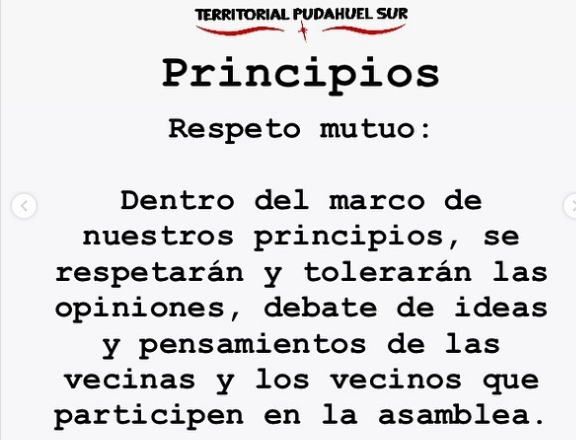 TERRITORIAL PUDAHUEL SUR
Principios
Respeto mutuo:
Dentro del marco de
nuestros principios, se
respetarán y tolerarán las
opiniones, debate de ideas
y pensamientos de las
vecinas y los vecinos que
participen en la asamblea.